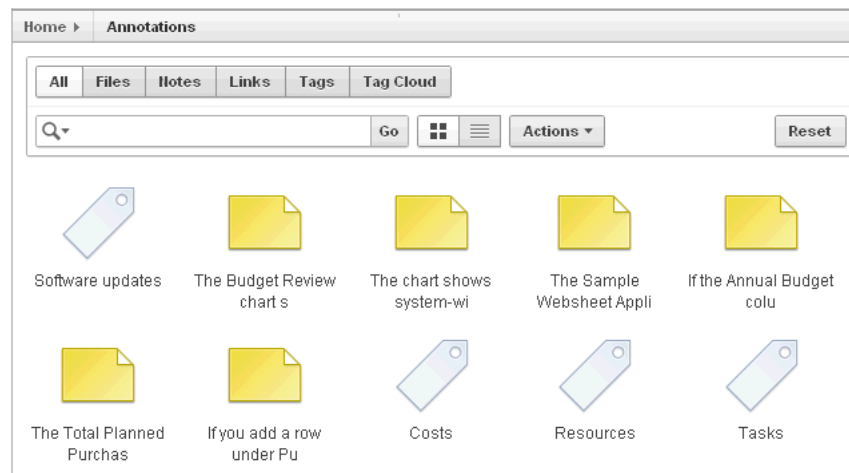 Home Annotations
All Files Notes Links Tags Tag Cloud
Go Actions Reset
Software updates
The Budget Review
chart s
The chart shows
system-wi
The Sample
Websheet Appli
If the Annual Budget
colu
The Total Planned
Purchas
If you add a row
under Pu
Costs
Resources
Tasks